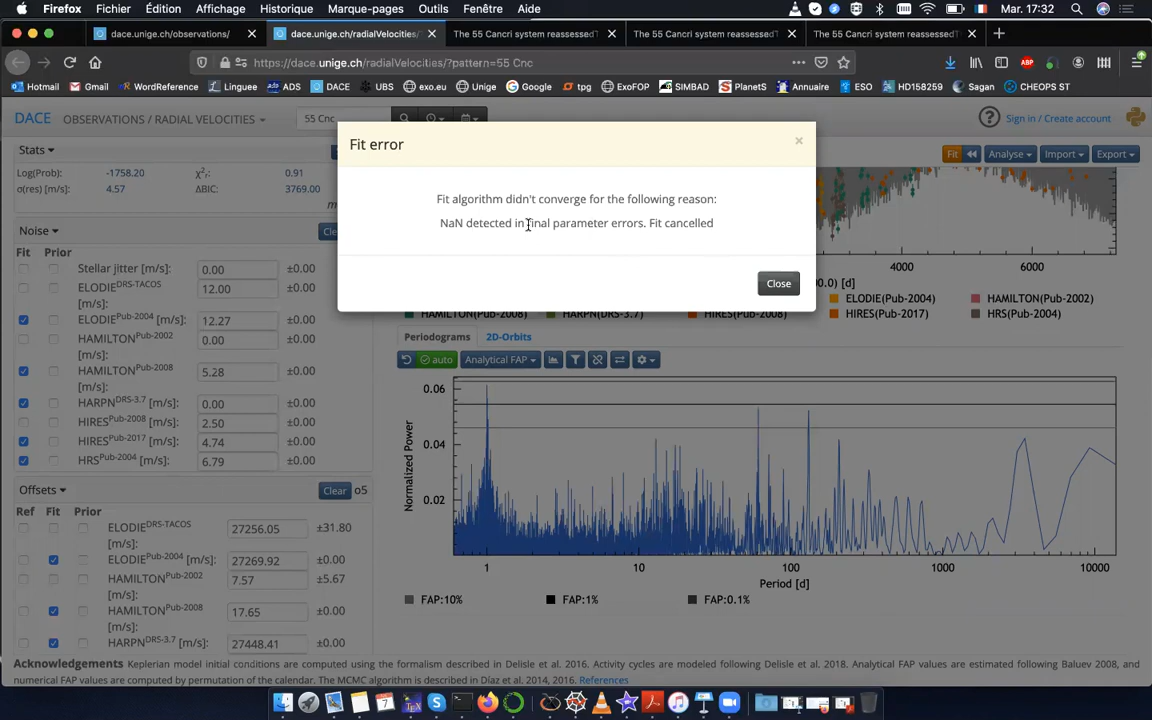 Firefox Fichier Édition Affichage Historique Marque-pages Outils Fenêtre Aide Mar. 17:32
dace.unige.ch/observations/ dace.unige.ch/radialVelocities/ The 55 Cancri system reassessed The 55 Cancri system reassessed The 55 Cancri system reassessed
https://dace.unige.ch/radialVelocities/?pattern=55 Cnc
Hotmail Gmail WordReference Linguee ADS DACE UBS exo.eu Unige Google tpg ExoFOP SIMBAD PlanetS Annuaire ESO HD158259 Sagan CHEOPS ST
DACE OBSERVATIONS / RADIAL VELOCITIES 55 Cnc Sign in / Create account
Stats
Log(Prob): -1758.20 χ²r: 0.91
σ(res) [m/s]: 4.57 ΔBIC: 3769.00
Fit Analyse Import Export
Fit error
×
Fit algorithm didn't converge for the following reason:
NaN detected in final parameter errors. Fit cancelled
Close
Noise Cle
Fit Prior
Stellar jitter [m/s]: 0.00 ±0.00
ELODIE DRS-TACOS [m/s]: 12.00 ±0.00
ELODIE Pub-2004 [m/s]: 12.27 ±0.00
HAMILTON Pub-2002 [m/s]: 0.00 ±0.00
HAMILTON Pub-2008 [m/s]: 5.28 ±0.00
HARPN DRS-3.7 [m/s]: 0.00 ±0.00
HIRES Pub-2008 [m/s]: 2.50 ±0.00
HIRES Pub-2017 [m/s]: 4.74 ±0.00
HRS Pub-2004 [m/s]: 6.79 ±0.00
Offsets Clear o5
Ref Fit Prior
ELODIE DRS-TACOS [m/s]: 27256.05 ±31.80
ELODIE Pub-2004 [m/s]: 27269.92 ±0.00
HAMILTON Pub-2002 [m/s]: 7.57 ±5.67
HAMILTON Pub-2008 [m/s]: 17.65 ±0.00
HARPN DRS-3.7 [m/s]: 27448.41 ±0.00
4000 6000
0.0) [d]
ELODIE(Pub-2004) HAMILTON(Pub-2002)
HAMILTON(Pub-2008) HARPN(DRS-3.7) HIRES(Pub-2008) HIRES(Pub-2017) HRS(Pub-2004)
Periodograms 2D-Orbits
auto Analytical FAP
Normalized Power
0.06
0.04
0.02
1 10 100 1000 10000
Period [d]
FAP:10% FAP:1% FAP:0.1%
Acknowledgements Keplerian model initial conditions are computed using the formalism described in Delisle et al. 2016. Activity cycles are modeled following Delisle et al. 2018. Analytical FAP values are estimated following Baluev 2008, and
numerical FAP values are computed by permutation of the calendar. The MCMC algorithm is described in Díaz et al. 2014, 2016. References